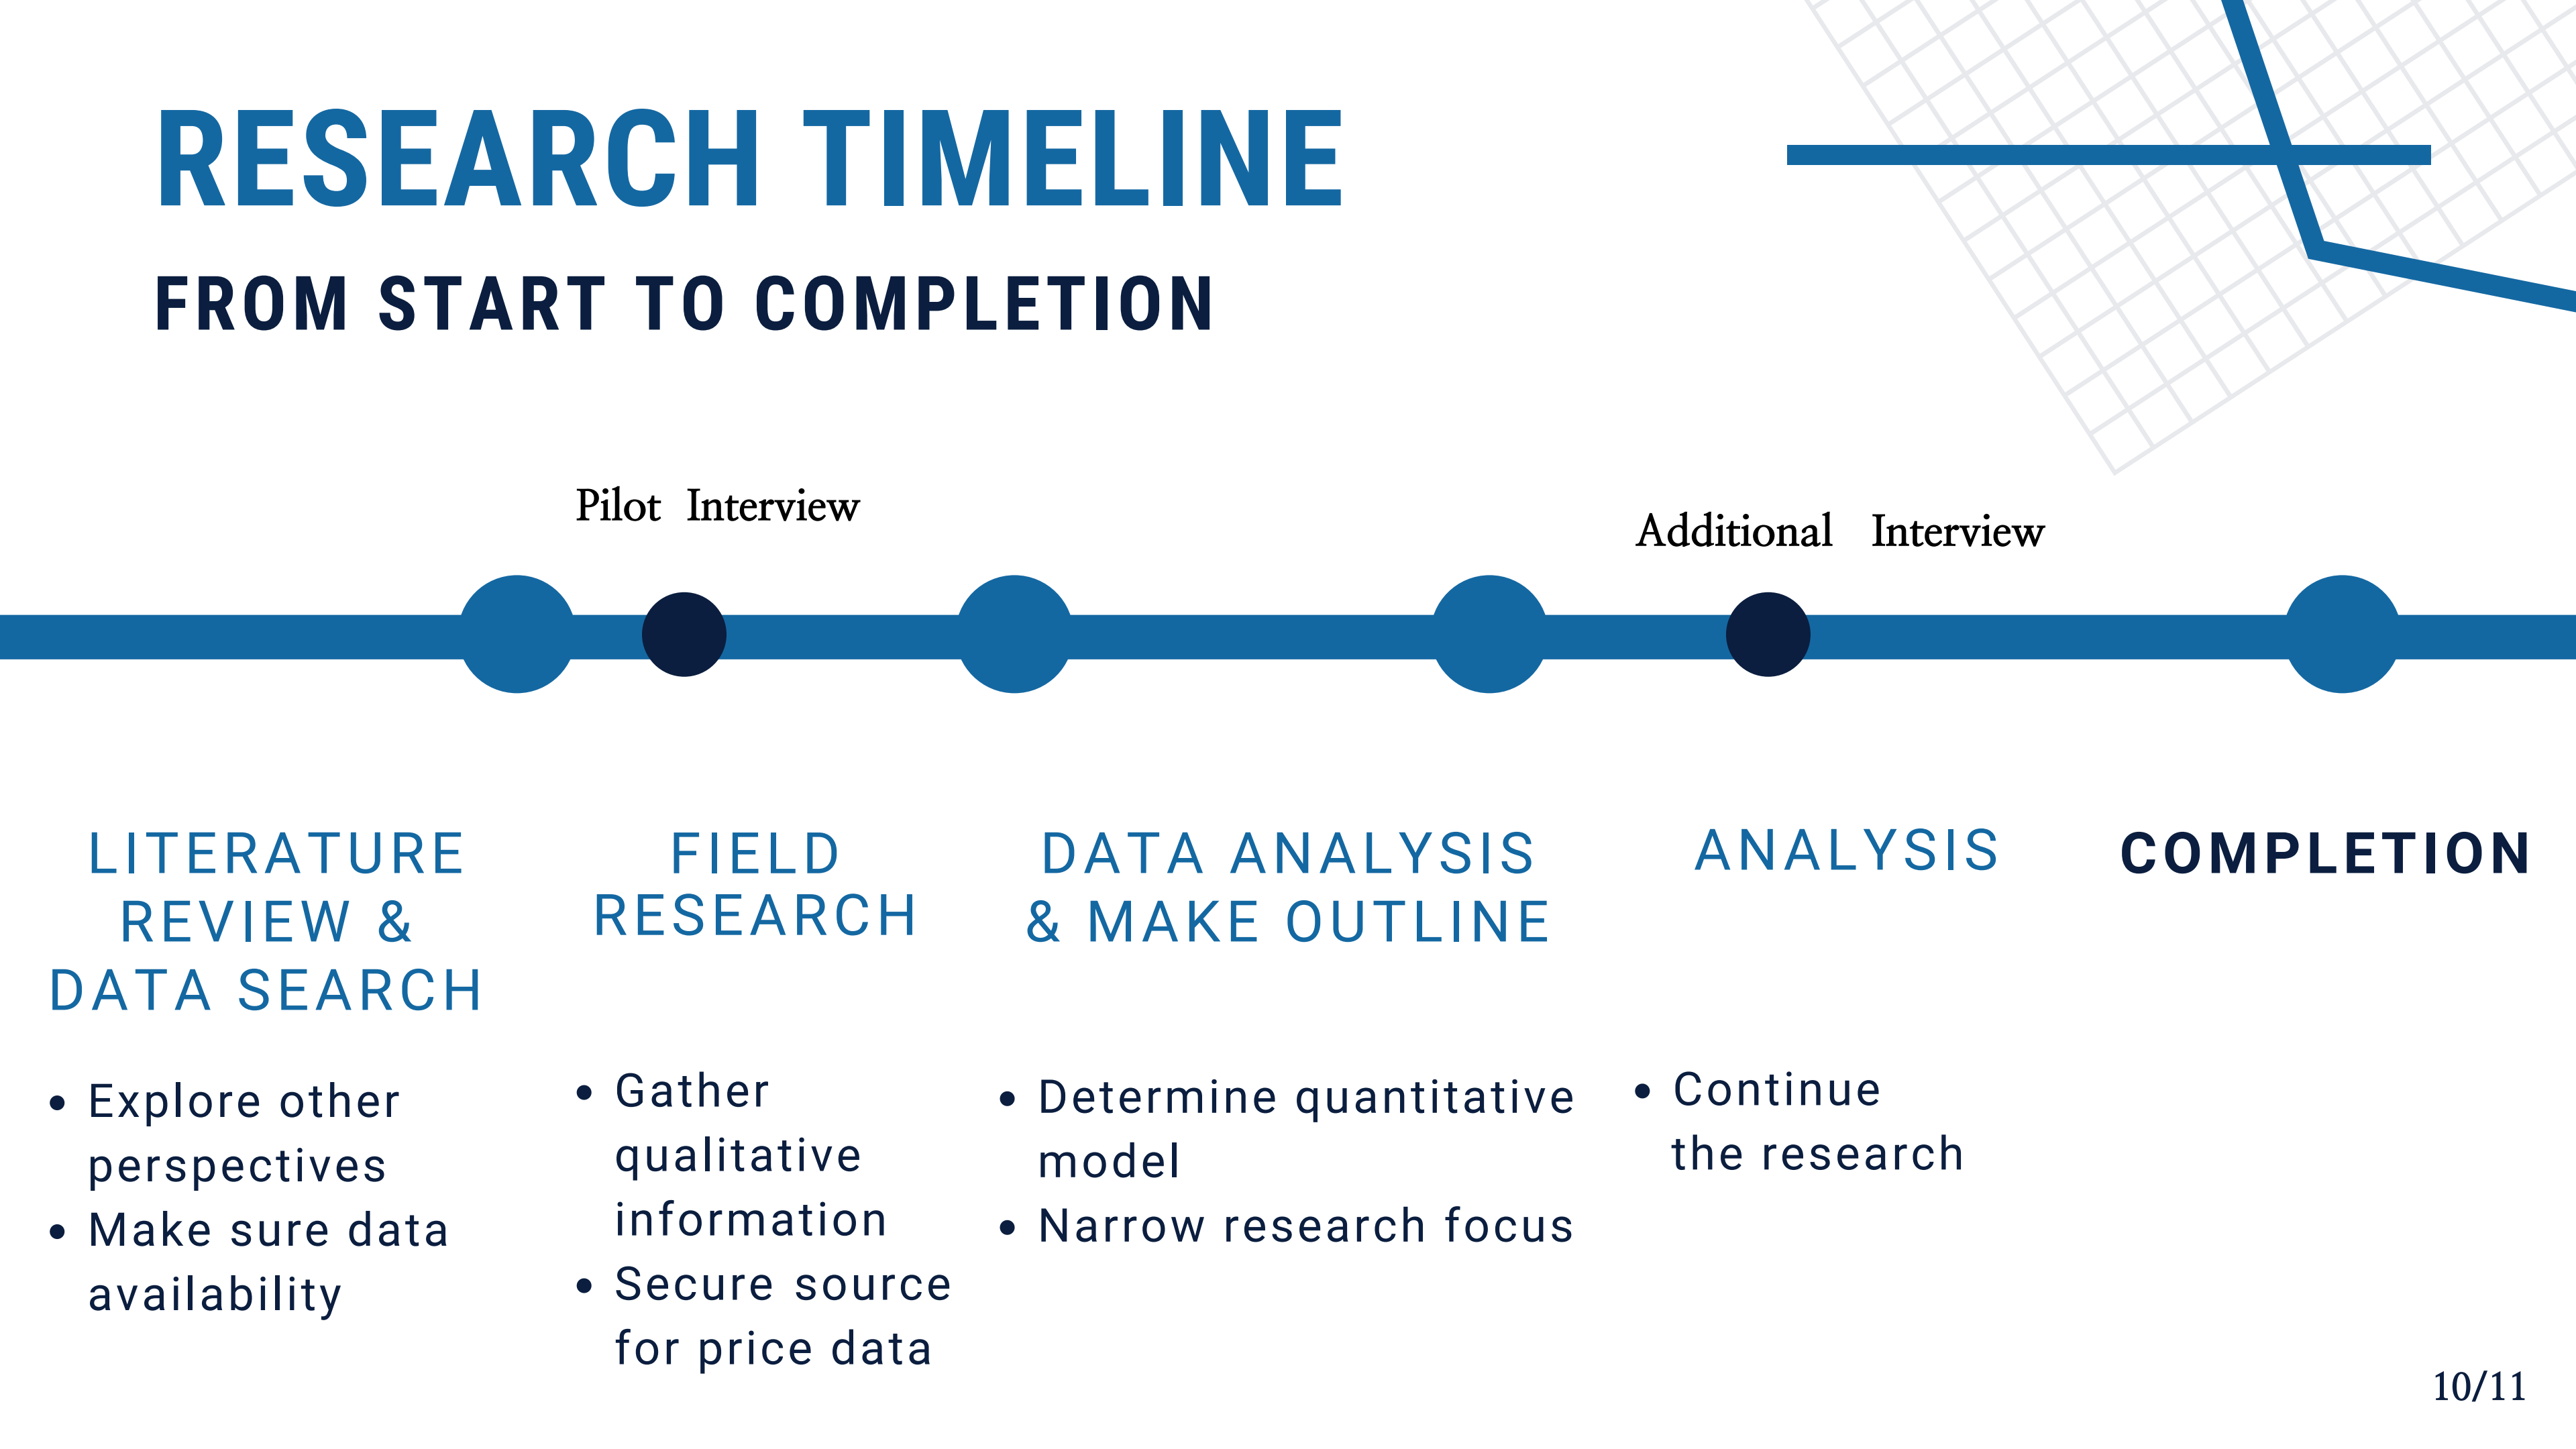 RESEARCH TIMELINE
FROM START TO COMPLETION
Pilot Interview
Additional Interview
LITERATURE
REVIEW &
DATA SEARCH
• Explore other
perspectives
• Make sure data
availability
FIELD
RESEARCH
• Gather
qualitative
information
• Secure source
for price data
DATA ANALYSIS
& MAKE OUTLINE
• Determine quantitative
model
• Narrow research focus
ANALYSIS
• Continue
the research
COMPLETION
10/11